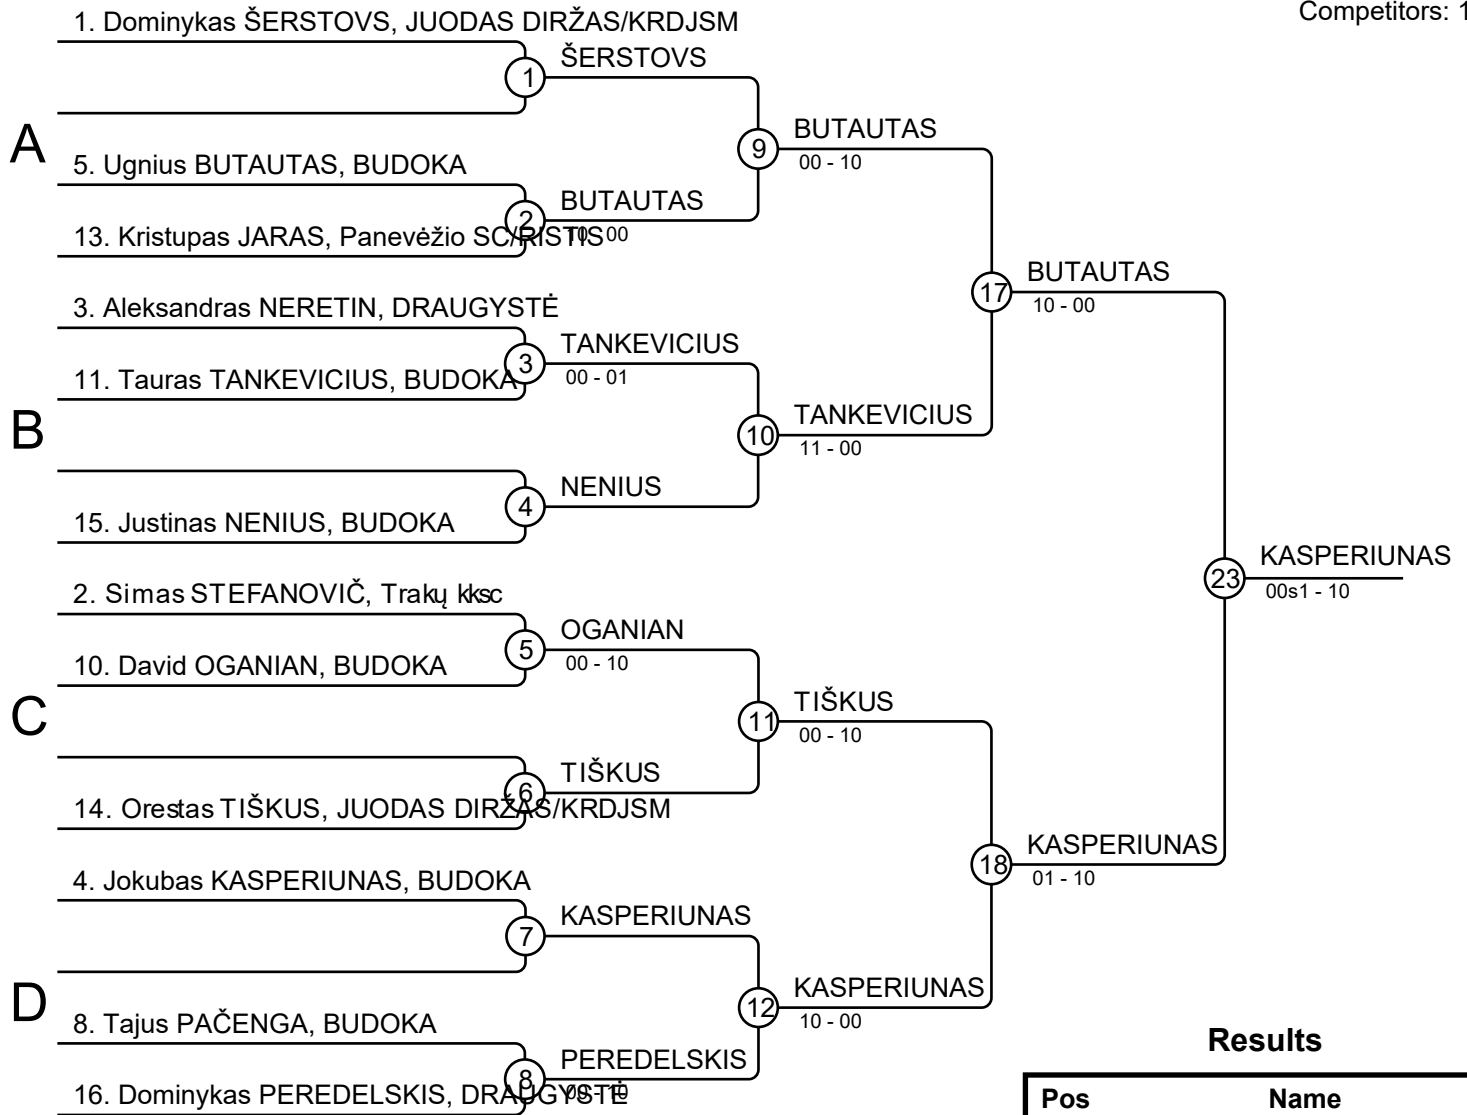 Competitors: 1
1. Dominykas ŠERSTOVS, JUODAS DIRŽAS/KRDJSM
1
ŠERSTOVS
A
9
BUTAUTAS
00 - 10
5. Ugnius BUTAUTAS, BUDOKA
2
BUTAUTAS
10 - 00
13. Kristupas JARAS, Panevėžio SC/RISTIS
17
BUTAUTAS
10 - 00
3. Aleksandras NERETIN, DRAUGYSTĖ
3
TANKEVICIUS
00 - 01
11. Tauras TANKEVICIUS, BUDOKA
B
10
TANKEVICIUS
11 - 00
4
NENIUS
15. Justinas NENIUS, BUDOKA
23
KASPERIUNAS
00s1 - 10
2. Simas STEFANOVIČ, Trakų kksc
5
OGANIAN
00 - 10
10. David OGANIAN, BUDOKA
C
11
TIŠKUS
00 - 10
6
TIŠKUS
14. Orestas TIŠKUS, JUODAS DIRŽAS/KRDJSM
18
KASPERIUNAS
01 - 10
4. Jokubas KASPERIUNAS, BUDOKA
7
KASPERIUNAS
D
12
KASPERIUNAS
10 - 00
8. Tajus PAČENGA, BUDOKA
8
PEREDELSKIS
00 - 10
16. Dominykas PEREDELSKIS, DRAUGYSTĖ
Results
Pos Name